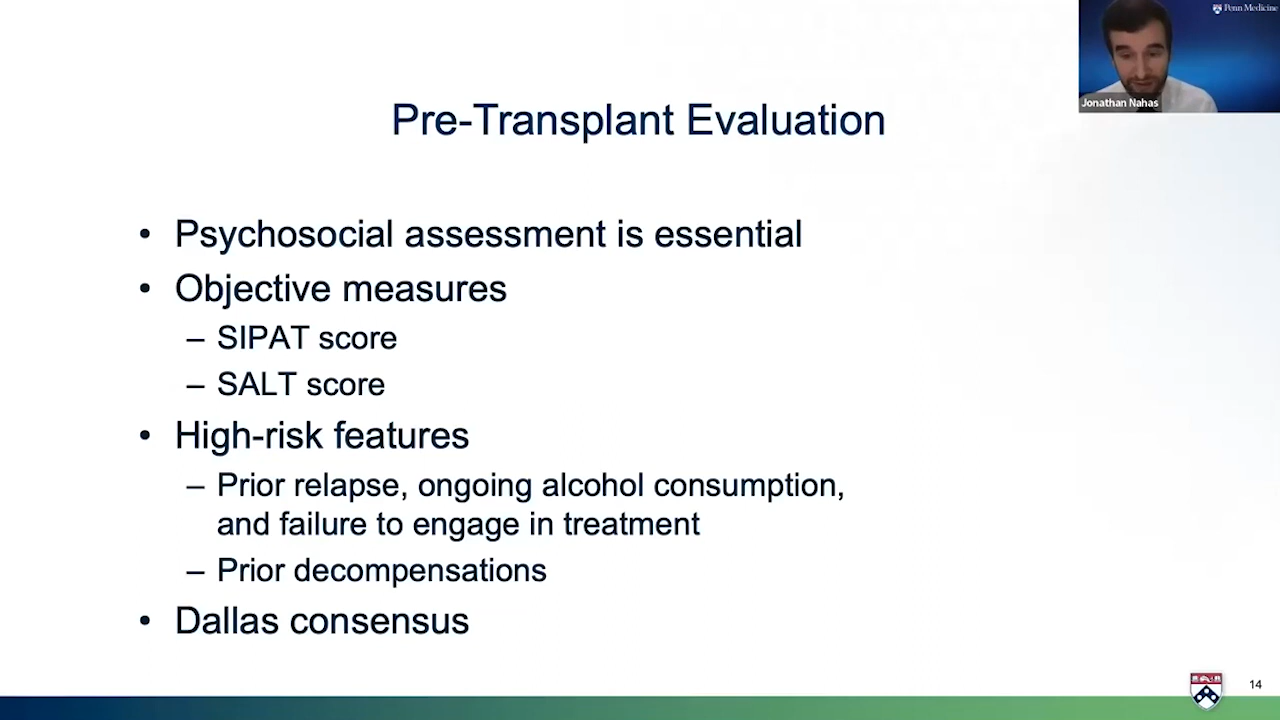 Penn Medicine
Jonathan Nahas
Pre-Transplant Evaluation
• Psychosocial assessment is essential
• Objective measures
– SIPAT score
– SALT score
• High-risk features
– Prior relapse, ongoing alcohol consumption,
and failure to engage in treatment
– Prior decompensations
• Dallas consensus
14